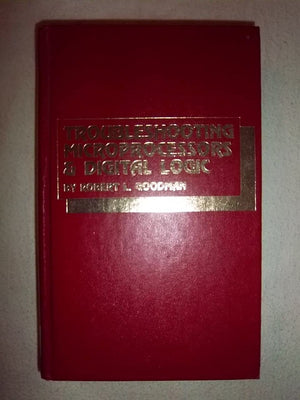 TROUBLESHOOTING
MICROPROCESSORS
& DIGITAL LOGIC
BY ROBERT L. GOODMAN